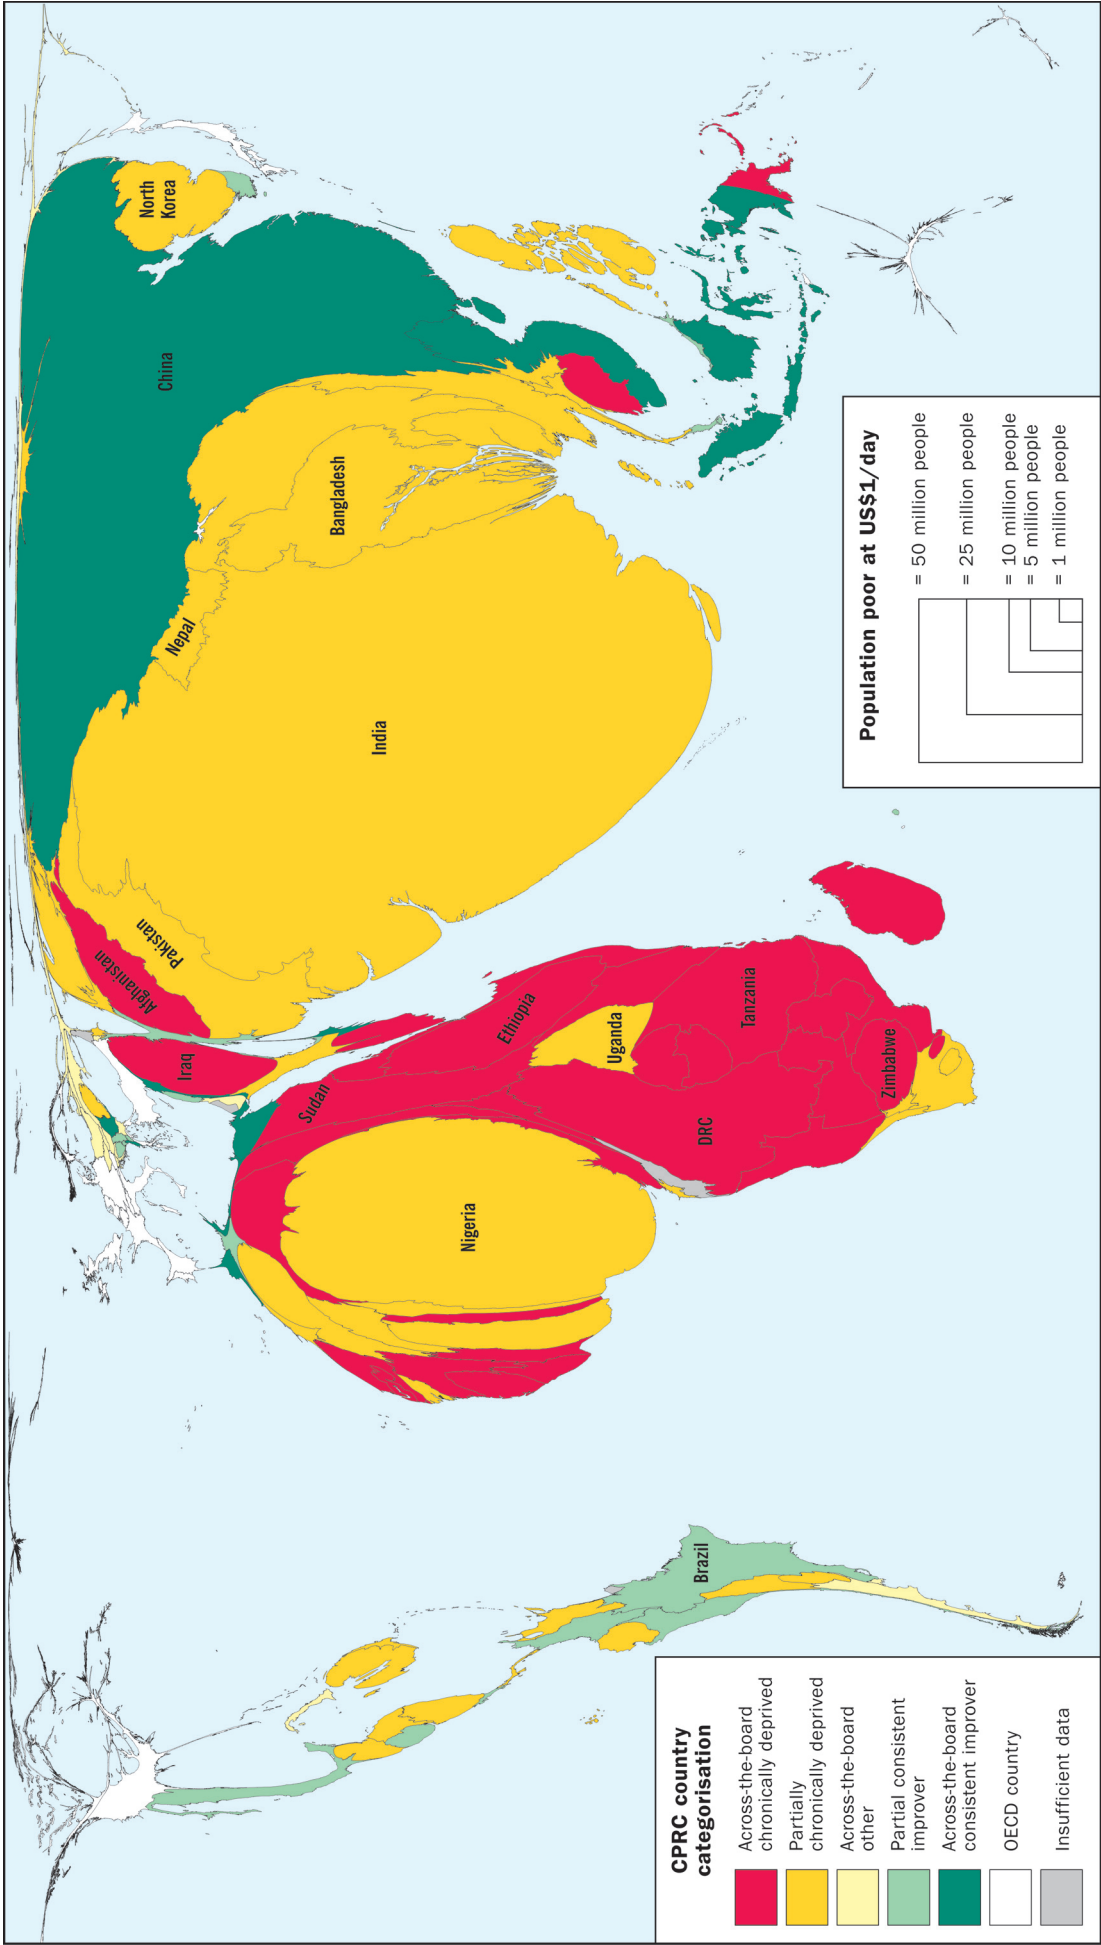 North
Korea
China
Bangladesh
Nepal
India
Pakistan
Afghanistan
Iraq
Sudan
Ethiopia
Uganda
Tanzania
Zimbabwe
DRC
Nigeria
Brazil
CPRC country
categorisation
Across-the-board
chronically deprived
Partially
chronically deprived
Across-the-board
other
Partial consistent
improver
Across-the-board
consistent improver
OECD country
Insufficient data
Population poor at US$1/day
= 50 million people
= 25 million people
= 10 million people
= 5 million people
= 1 million people